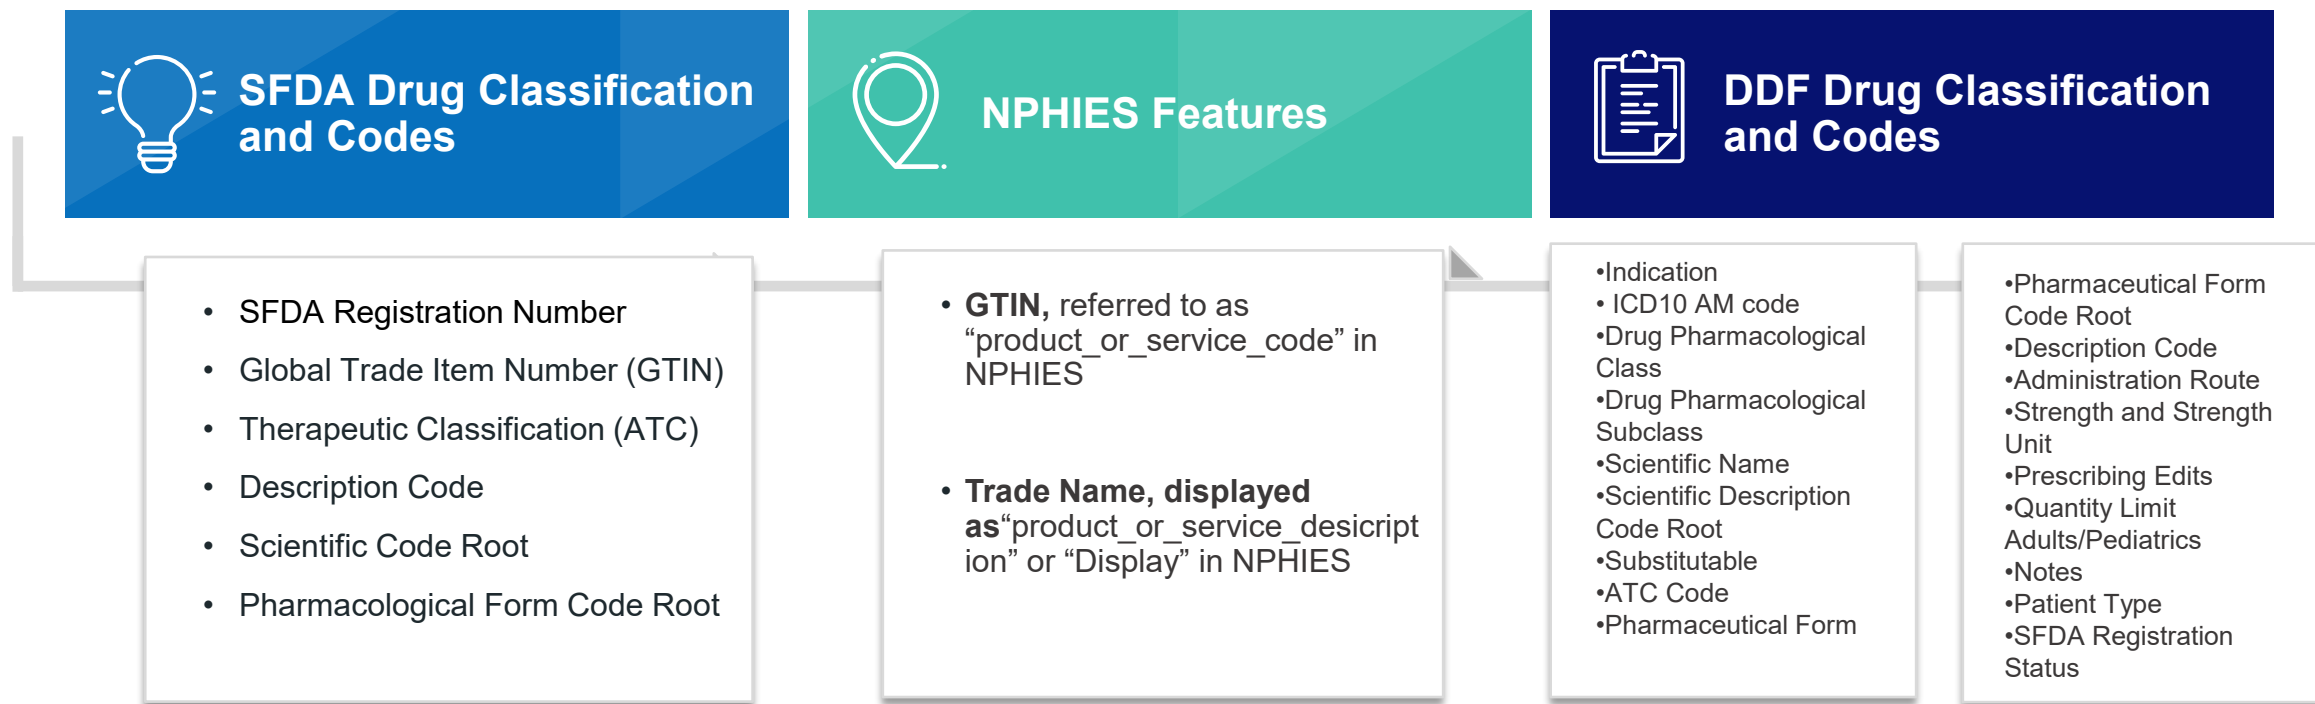 SFDA Drug Classification
and Codes
NPHIES Features
DDF Drug Classification
and Codes
• SFDA Registration Number
• Global Trade Item Number (GTIN)
• Therapeutic Classification (ATC)
• Description Code
• Scientific Code Root
• Pharmacological Form Code Root
• GTIN, referred to as
“product_or_service_code” in
NPHIES
• Trade Name, displayed
as“product_or_service_desicript
ion” or “Display” in NPHIES
•Indication
• ICD10 AM code
•Drug Pharmacological
Class
•Drug Pharmacological
Subclass
•Scientific Name
•Scientific Description
Code Root
•Substitutable
•ATC Code
•Pharmaceutical Form
•Pharmaceutical Form
Code Root
•Description Code
•Administration Route
•Strength and Strength
Unit
•Prescribing Edits
•Quantity Limit
Adults/Pediatrics
•Notes
•Patient Type
•SFDA Registration
Status